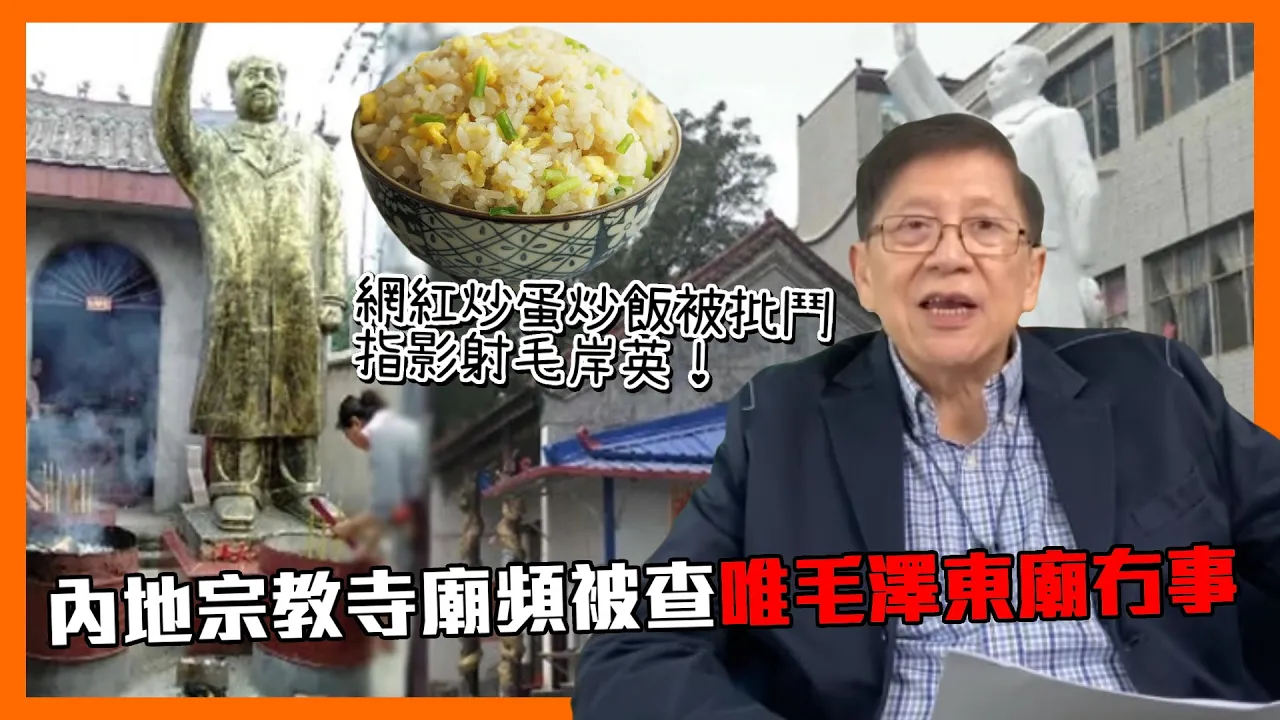 網紅炒蛋炒飯被批鬥
指影射毛岸英！
內地宗教寺廟頻被查唯毛澤東廟冇事